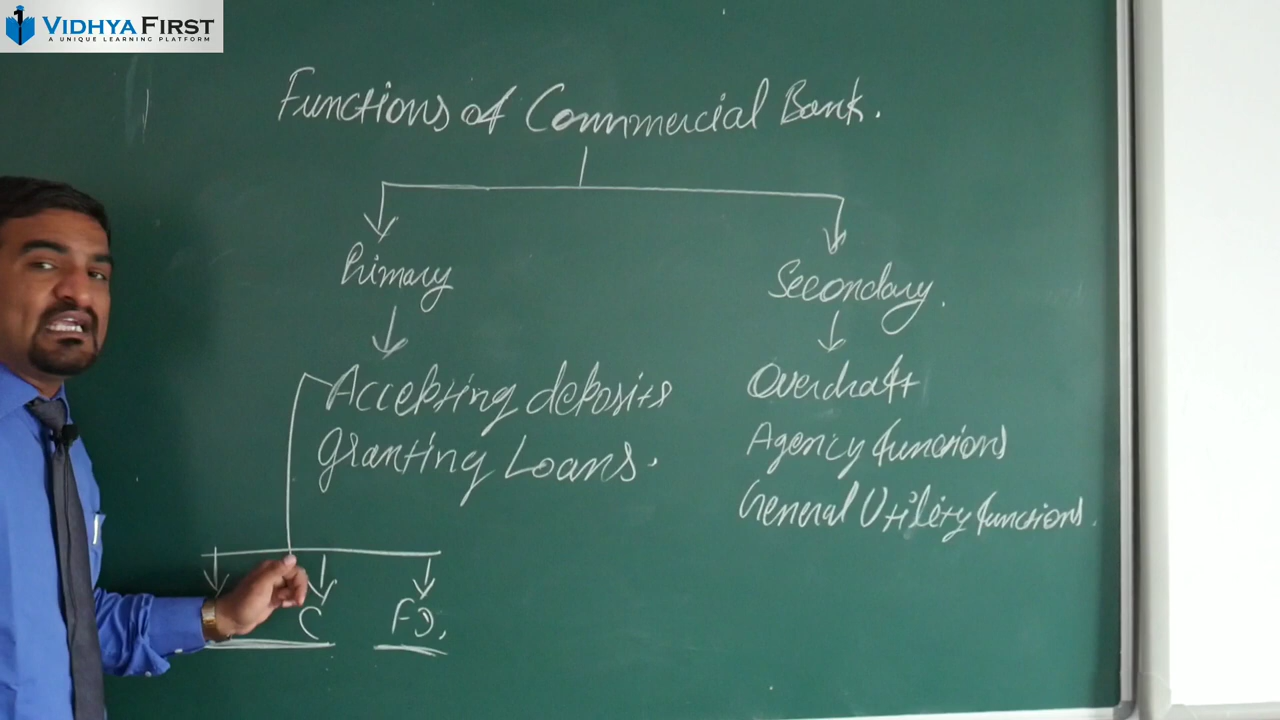 VIDHYA FIRST
A UNIQUE LEARNING PLATFORM
Functions of Commercial Bank.
Primary
Secondary.
Accepting deposits
Granting Loans.
Overdraft
Agency functions
General Utility functions.
C
FD.